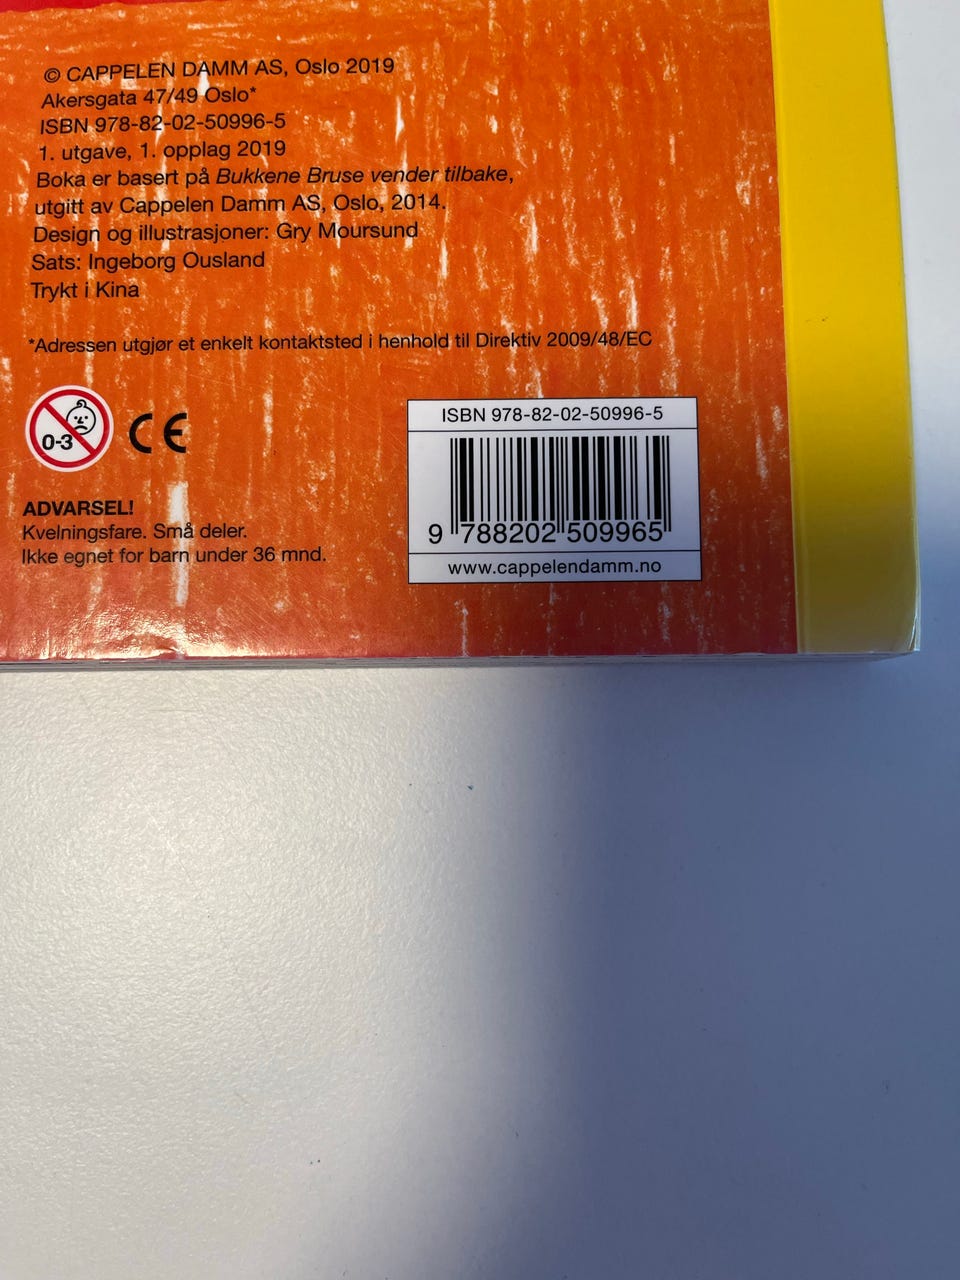 © CAPPELEN DAMM AS, Oslo 2019
Akersgata 47/49 Oslo*
ISBN 978-82-02-50996-5
1. utgave, 1. opplag 2019
Boka er basert på Bukkene Bruse vender tilbake,
utgitt av Cappelen Damm AS, Oslo, 2014.
Design og illustrasjoner: Gry Moursund
Sats: Ingeborg Ousland
Trykt i Kina
*Adressen utgjør et enkelt kontaktsted i henhold til Direktiv 2009/48/EC
0-3
CE
ADVARSEL!
Kvelningsfare. Små deler.
Ikke egnet for barn under 36 mnd.
ISBN 978-82-02-50996-5
9 788202 509965
www.cappelendamm.no